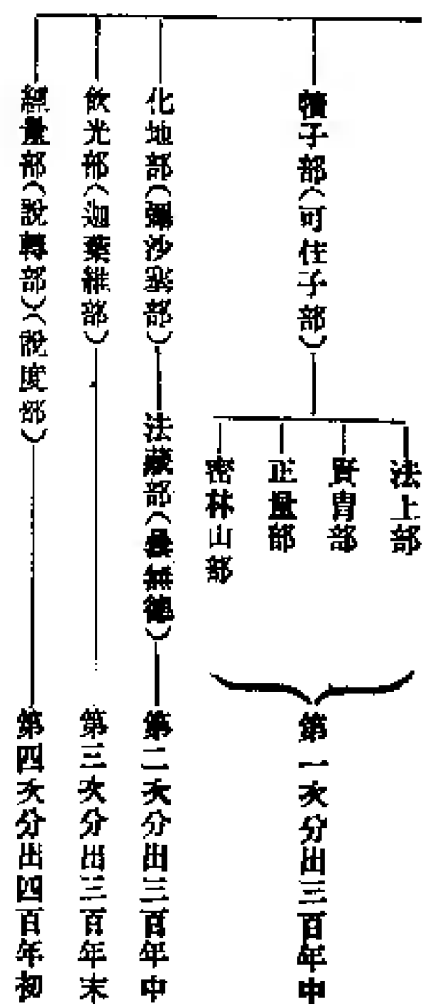 犢子部（可住子部）
法上部
賢胄部
正量部
密林山部
第一次分出三百年中
化地部（彌沙塞部）
法藏部（曇無德）
第二次分出三百年中
飲光部（迦葉維部）
第三次分出三百年末
經量部（說轉部）（說度部）
第四次分出四百年初